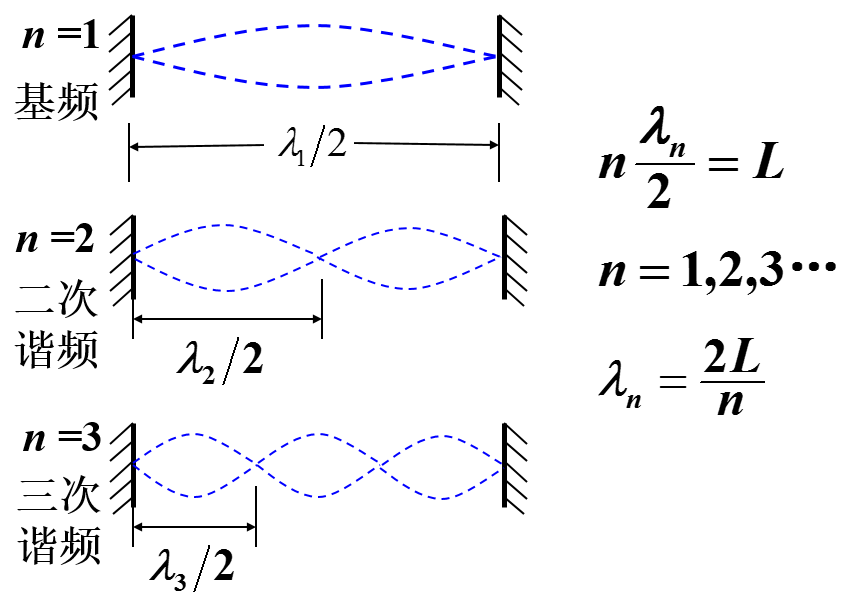 n =1
基频
λ₁/2
n =2
二次
谐频
λ₂/2
n =3
三次
谐频
λ₃/2
n λₙ/2 = L
n = 1,2,3···
λₙ = 2L/n